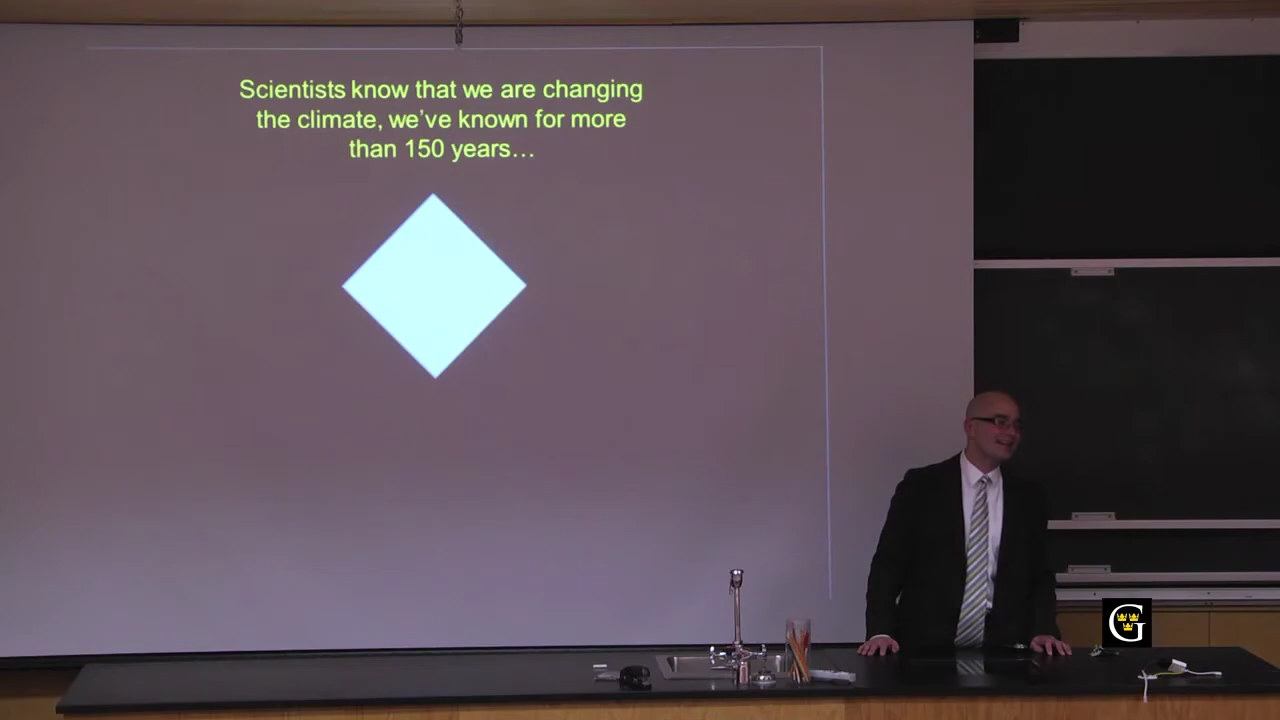 Scientists know that we are changing
the climate, we’ve known for more
than 150 years…
G